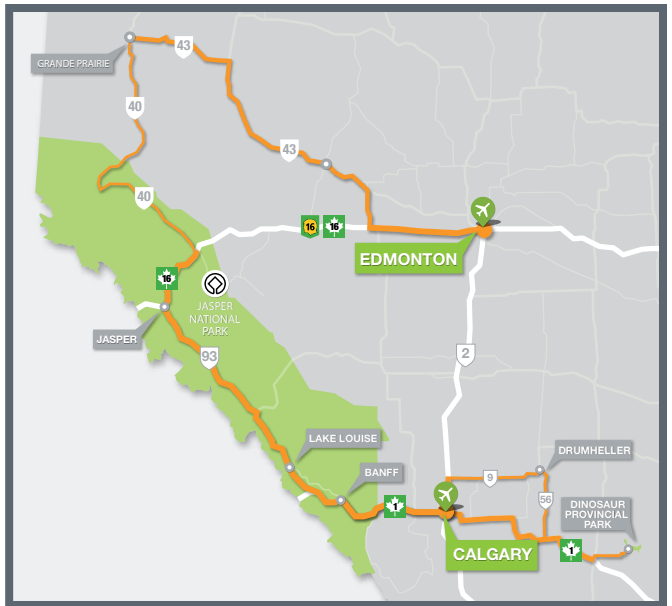 43
GRANDE PRAIRIE
40
43
40
16
16
EDMONTON
16
JASPER
NATIONAL
PARK
JASPER
93
2
LAKE LOUISE
DRUMHELLER
BANFF
9
56
DINOSAUR
PROVINCIAL
PARK
1
CALGARY
1